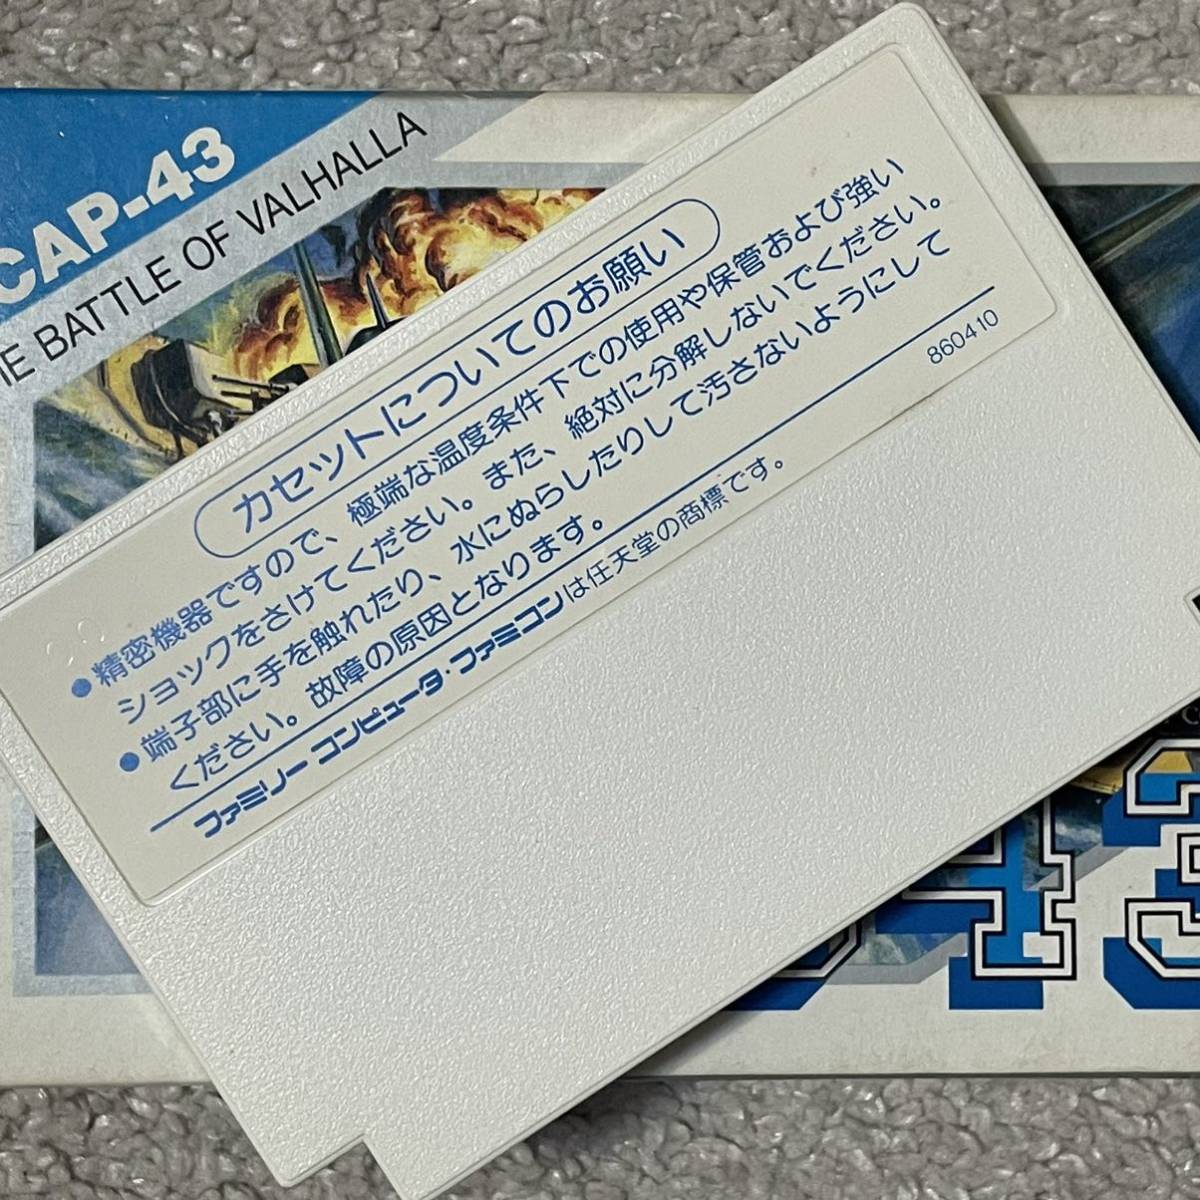 CAP-43
THE BATTLE OF VALHALLA
カセットについてのお願い
●精密機器ですので、極端な温度条件下での使用や保管および強い
ショックをさけてください。また、絶対に分解しないでください。
●端子部に手を触れたり、水にぬらしたりして汚さないようにして
ください。故障の原因となります。
860410
ファミリー コンピュータ・ファミコンは任天堂の商標です。
43